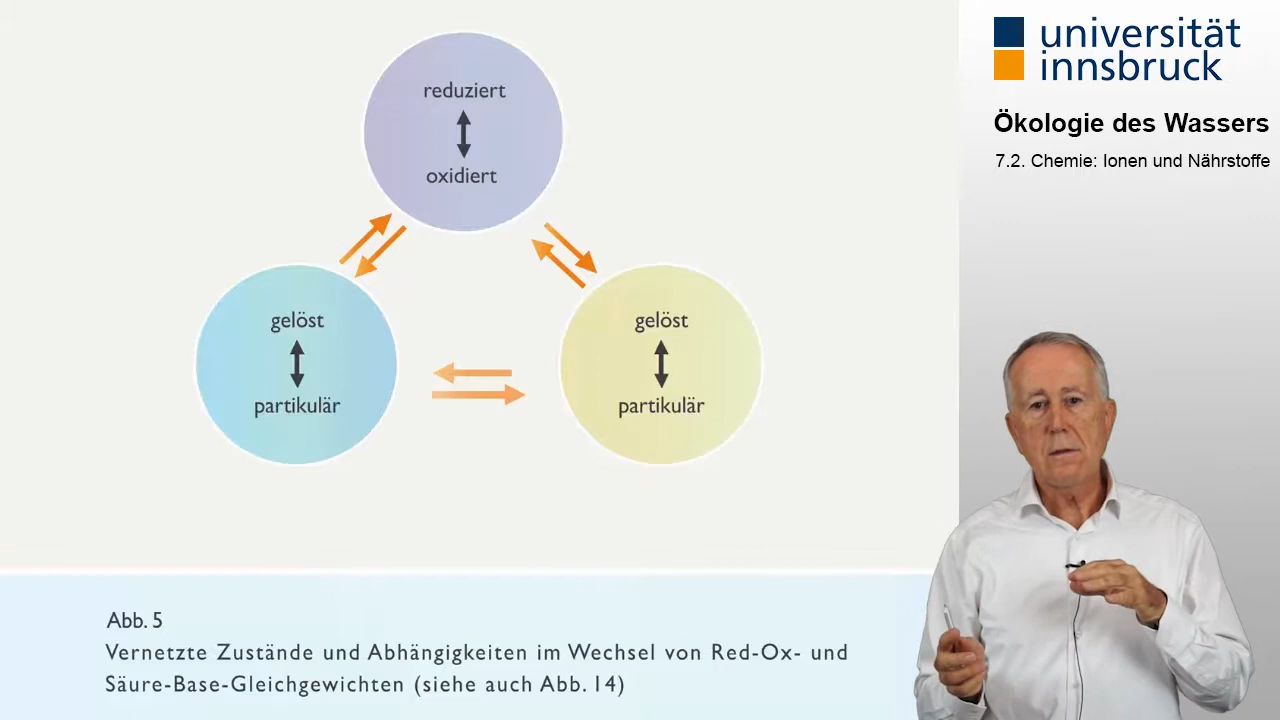 reduziert
oxidiert
gelöst
partikulär
gelöst
partikulär
Abb. 5
Vernetzte Zustände und Abhängigkeiten im Wechsel von Red-Ox- und
Säure-Base-Gleichgewichten (siehe auch Abb. 14)
universität
innsbruck
Ökologie des Wassers
7.2. Chemie: Ionen und Nährstoffe